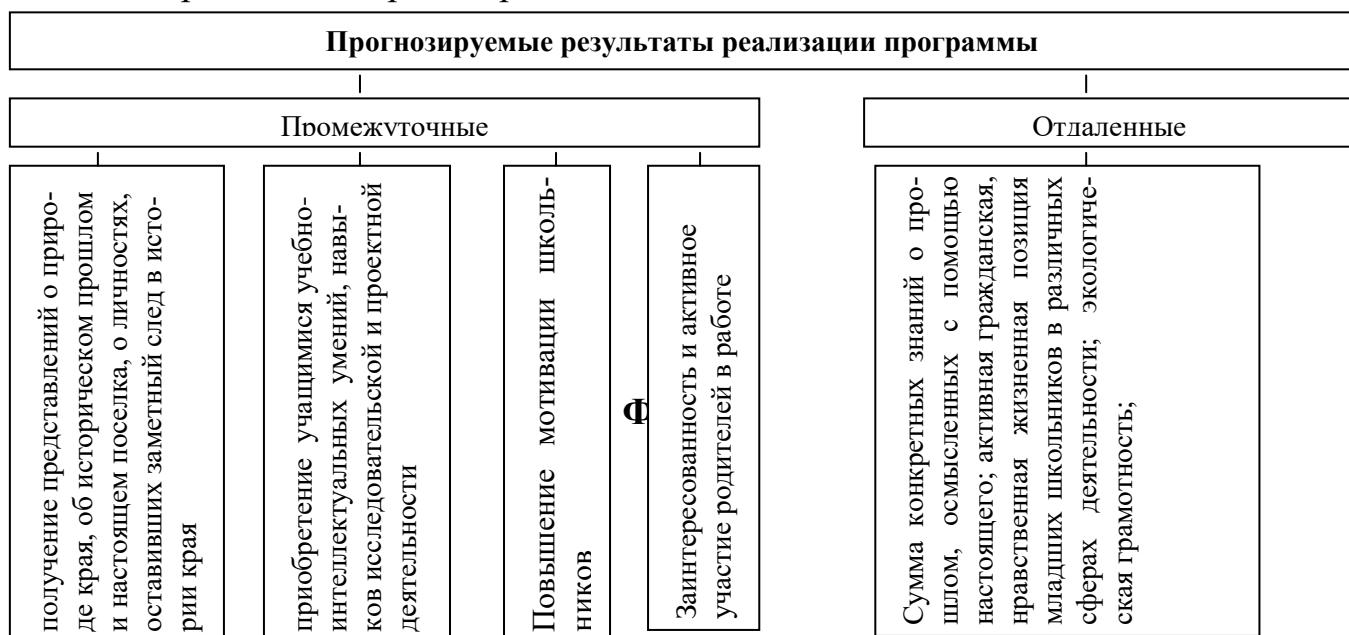 Прогнозируемые результаты реализации программы
Промежуточные
Отдаленные
получение представлений о приро-
де края, об историческом прошлом
и настоящем поселка, о личностях,
оставивших заметный след в исто-
рии края
приобретение учащимися учебно-
интеллектуальных умений, навы-
ков исследовательской и проектной
деятельности
Повышение мотивации школь-
ников
Ф
Заинтересованность и активное
участие родителей в работе
Сумма конкретных знаний о про-
шлом, осмысленных с помощью
настоящего; активная гражданская,
нравственная жизненная позиция
младших школьников в различных
сферах деятельности; экологиче-
ская грамотность;